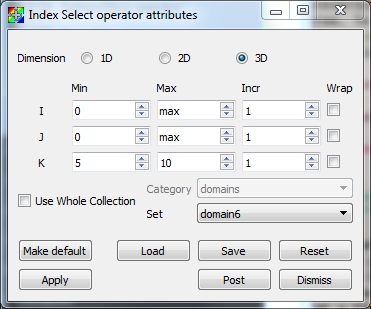 Index Select operator attributes
Dimension 1D 2D 3D
Min Max Incr Wrap
I 0 max 1
J 0 max 1
K 5 10 1
Use Whole Collection
Category domains
Set domain6
Make default Load Save Reset
Apply Post Dismiss